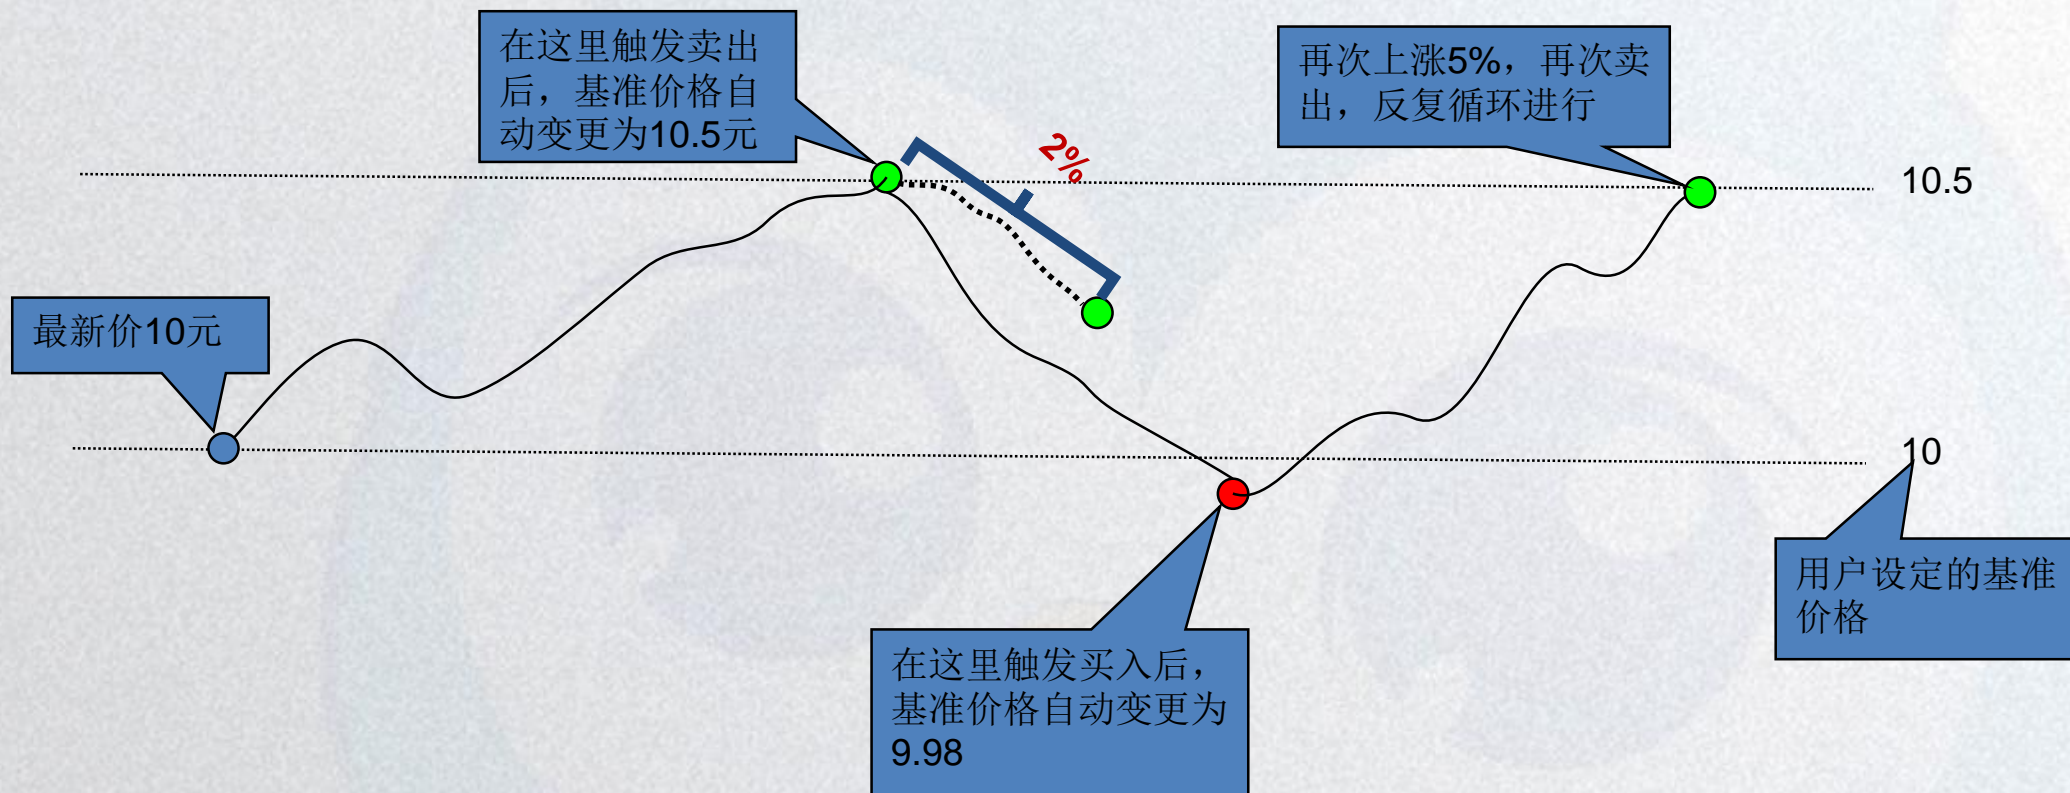 在这里触发卖出
后，基准价格自
动变更为10.5元
再次上涨5%，再次卖
出，反复循环进行
2%
10.5
最新价10元
10
用户设定的基准
价格
在这里触发买入后，
基准价格自动变更为
9.98